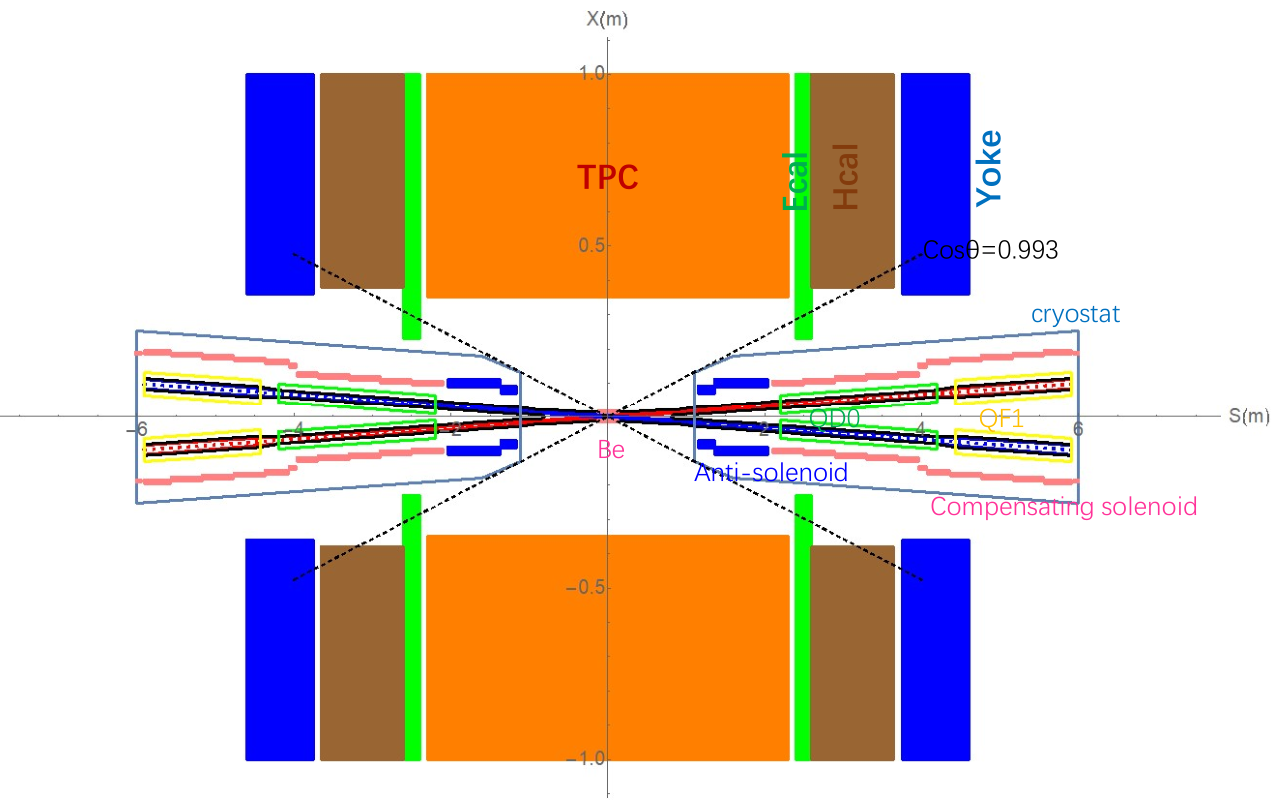 X(m)
1.0
TPC
Ecal
Hcal
Yoke
0.5
Cosθ=0.993
cryostat
QD0
QF1
S(m)
−6
−4
−2
2
4
6
Be
Anti-solenoid
Compensating solenoid
−0.5
−1.0